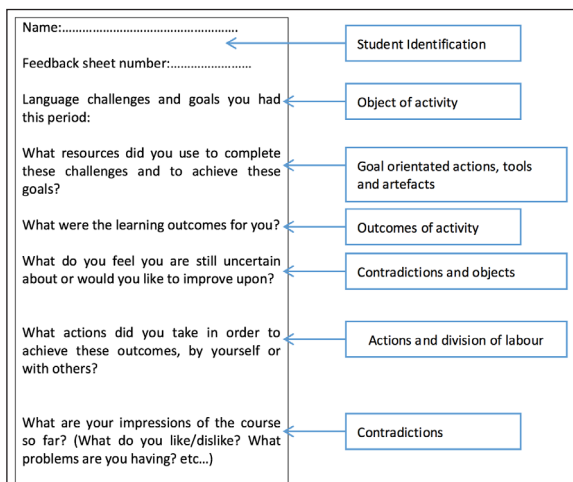 Name:................................................
Student Identification
Feedback sheet number:......................
Language challenges and goals you had
this period:
Object of activity
What resources did you use to complete
these challenges and to achieve these
goals?
Goal orientated actions, tools
and artefacts
What were the learning outcomes for you?
Outcomes of activity
What do you feel you are still uncertain
about or would you like to improve upon?
Contradictions and objects
What actions did you take in order to
achieve these outcomes, by yourself or
with others?
Actions and division of labour
What are your impressions of the course
so far? (What do you like/dislike? What
problems are you having? etc...)
Contradictions